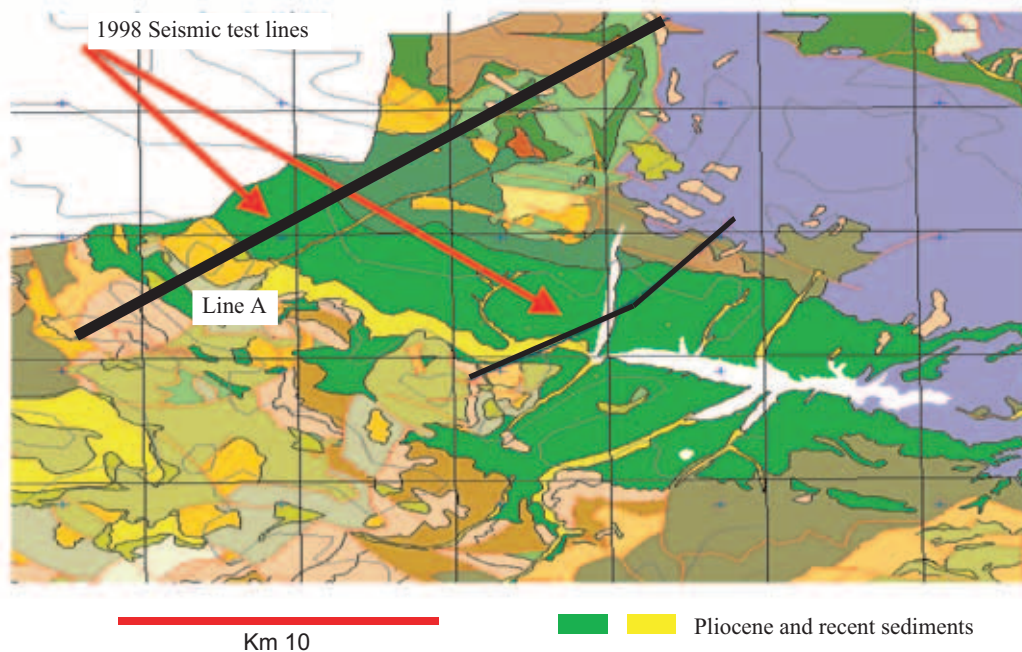 1998 Seismic test lines
Line A
Km 10
Pliocene and recent sediments